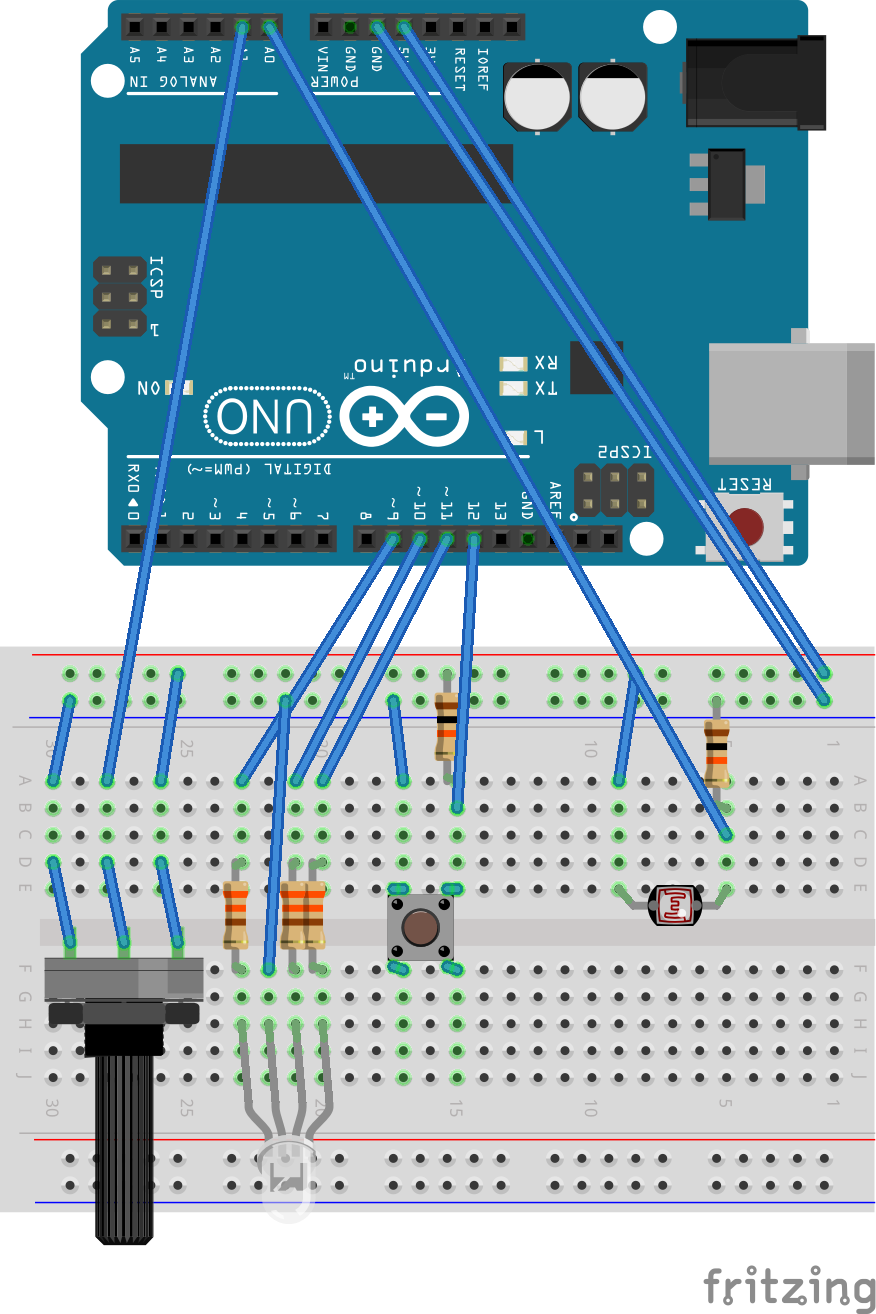 A5 A4 A3 A2 A1 A0
VIN GND GND 5V 3V RESET IOREF
ANALOG IN
POWER
ICSP
1
Arduino
TM
RX
TX
ON
UNO
L
ICSP2
DIGITAL (PWM=~)
RESET
RX0 ◀ 0 1 2 ~3 4 ~5 ~6 7
8 ~9 ~10 ~11 12 13 GND AREF
30 25 20 15 10 5 1
A A
B B
C C
D D
E E
F F
G G
H H
I I
J J
30 25 20 15 10 5 1
fritzing